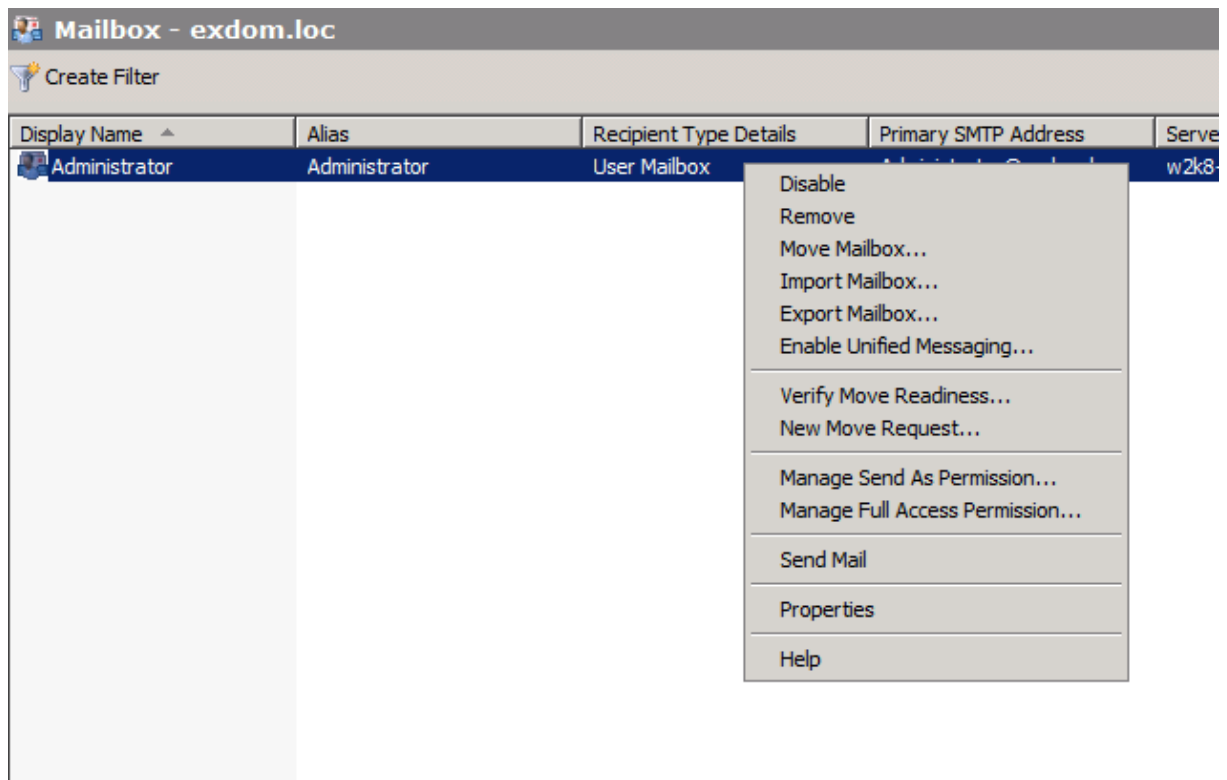 Mailbox - exdom.loc
Create Filter
Display Name Alias Recipient Type Details Primary SMTP Address Serve
Administrator Administrator User Mailbox w2k8-
Disable
Remove
Move Mailbox...
Import Mailbox...
Export Mailbox...
Enable Unified Messaging...
Verify Move Readiness...
New Move Request...
Manage Send As Permission...
Manage Full Access Permission...
Send Mail
Properties
Help